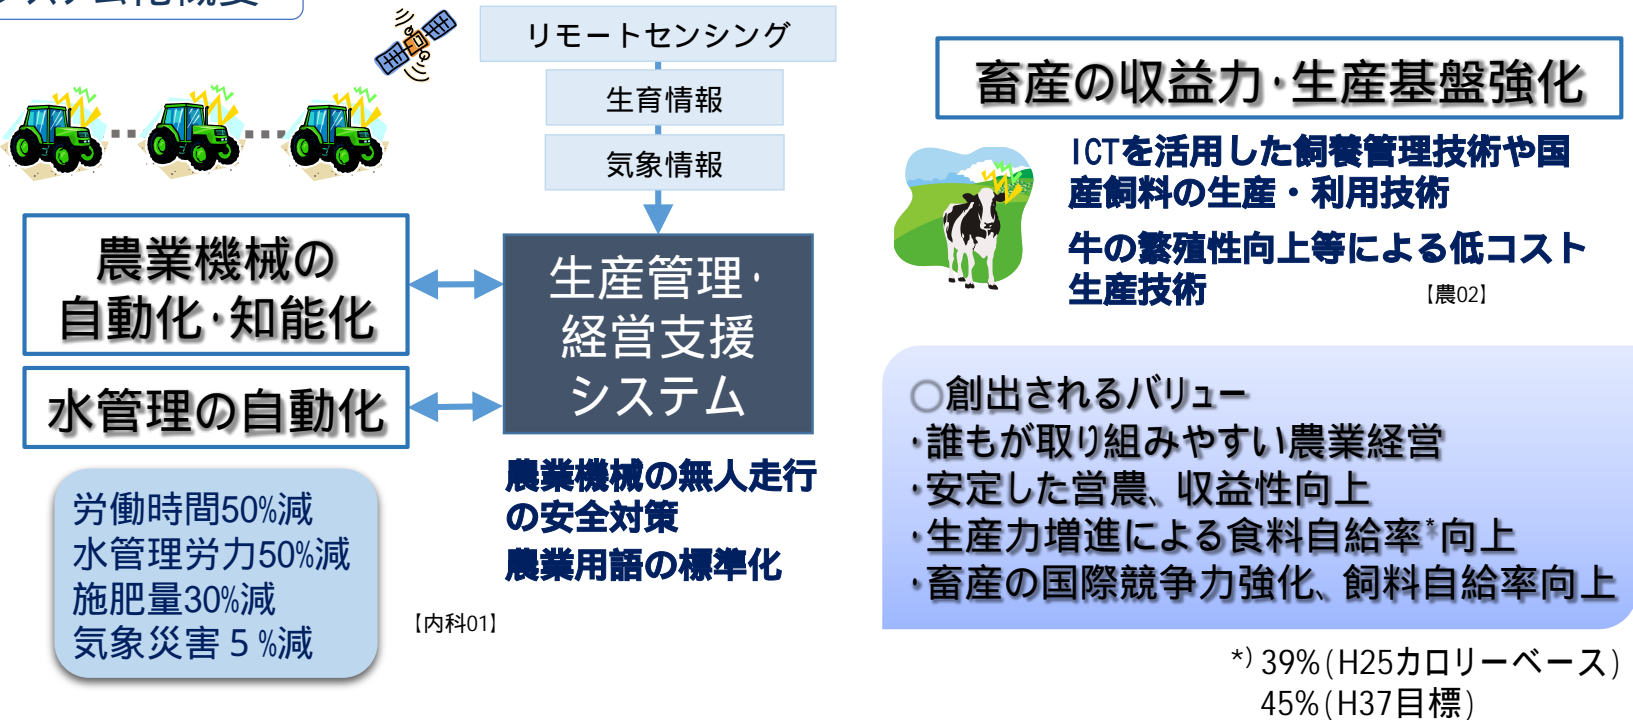 システム化概要
リモートセンシング
生育情報
気象情報
農業機械の
自動化・知能化
水管理の自動化
生産管理・
経営支援
システム
労働時間50%減
水管理労力50%減
施肥量30%減
気象災害５%減
農業機械の無人走行
の安全対策
農業用語の標準化
【内科01】
畜産の収益力・生産基盤強化
ICTを活用した飼養管理技術や国
産飼料の生産・利用技術
牛の繁殖性向上等による低コスト
生産技術
【農02】
○創出されるバリュー
・誰もが取り組みやすい農業経営
・安定した営農、収益性向上
・生産力増進による食料自給率*向上
・畜産の国際競争力強化、飼料自給率向上
*) 39%(H25カロリーベース)
45%(H37目標)